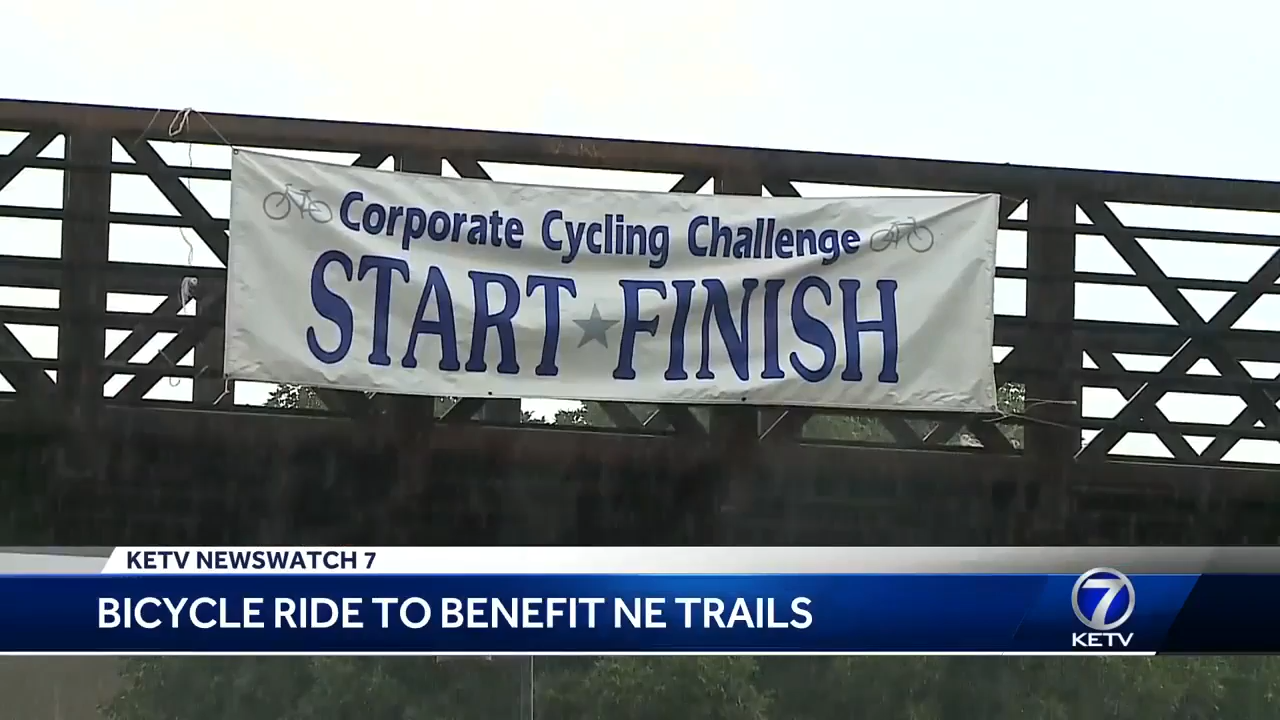 Corporate Cycling Challenge
START★FINISH
KETV NEWSWATCH 7
BICYCLE RIDE TO BENEFIT NE TRAILS
7
KETV